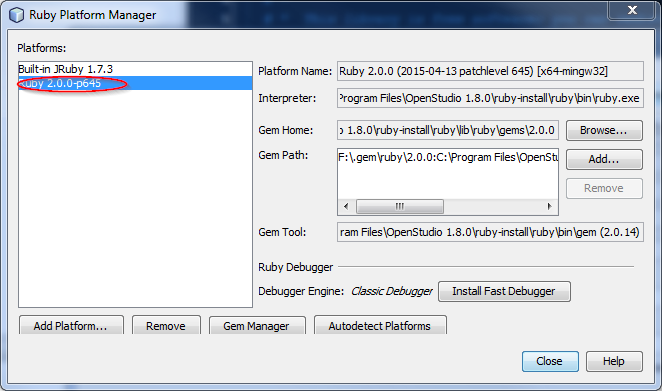 Ruby Platform Manager
Platforms:
Built-in JRuby 1.7.3
Ruby 2.0.0-p645
Platform Name: Ruby 2.0.0 (2015-04-13 patchlevel 645) [x64-mingw32]
Interpreter: Program Files\OpenStudio 1.8.0\ruby-install\ruby\bin\ruby.exe
Gem Home: o 1.8.0\ruby-install\ruby\lib\ruby\gems\2.0.0 Browse...
Gem Path: F:\.gem\ruby\2.0.0:C:\Program Files\OpenStu Add...
Remove
Gem Tool: ram Files\OpenStudio 1.8.0\ruby-install\ruby\bin\gem (2.0.14)
Ruby Debugger
Debugger Engine: Classic Debugger Install Fast Debugger
Add Platform... Remove Gem Manager Autodetect Platforms
Close Help